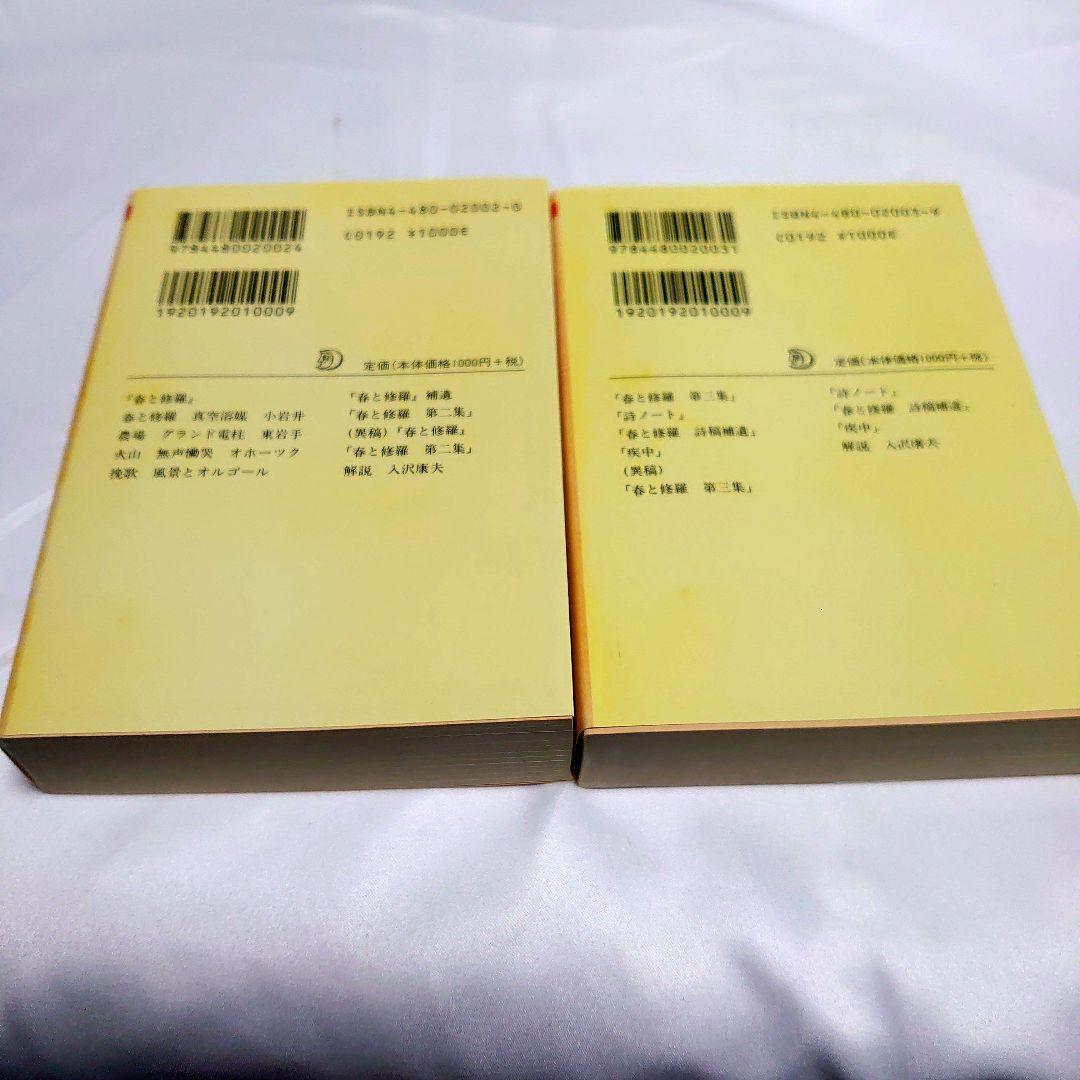 ISBN4-480-02002-0
C0192 ¥1000E
9784480020024
1920192010009
定価(本体価格1000円+税)
『春と修羅』
春と修羅 真空溶媒 小岩井
農場 グランド電柱 東岩手
火山 無声慟哭 オホーツク
挽歌 風景とオルゴール
『春と修羅』補遺
「春と修羅 第二集」
(異稿)『春と修羅』
「春と修羅 第二集」
解説 入沢康夫
C0192 ¥1000E
9784480020031
1920192010009
定価(本体価格1000円+税)
「春と修羅 第三集」
「詩ノート」
「春と修羅 詩稿補遺」
「疾中」
(異稿)
「春と修羅 第三集」
「詩ノート」
「春と修羅 詩稿補遺」
「疾中」
解説 入沢康夫